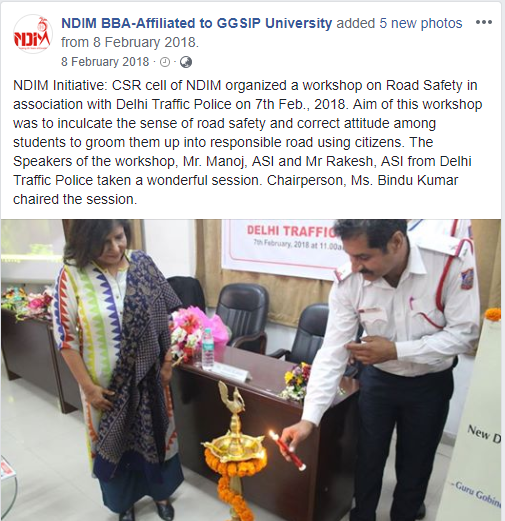 NDIM
NDIM BBA-Affiliated to GGSIP University added 5 new photos
from 8 February 2018.
8 February 2018 ·
NDIM Initiative: CSR cell of NDIM organized a workshop on Road Safety in
association with Delhi Traffic Police on 7th Feb., 2018. Aim of this workshop
was to inculcate the sense of road safety and correct attitude among
students to groom them up into responsible road using citizens. The
Speakers of the workshop, Mr. Manoj, ASI and Mr Rakesh, ASI from Delhi
Traffic Police taken a wonderful session. Chairperson, Ms. Bindu Kumar
chaired the session.
DELHI TRAFFIC
7th February, 2018 at 11.00a
New D
Guru Gobin